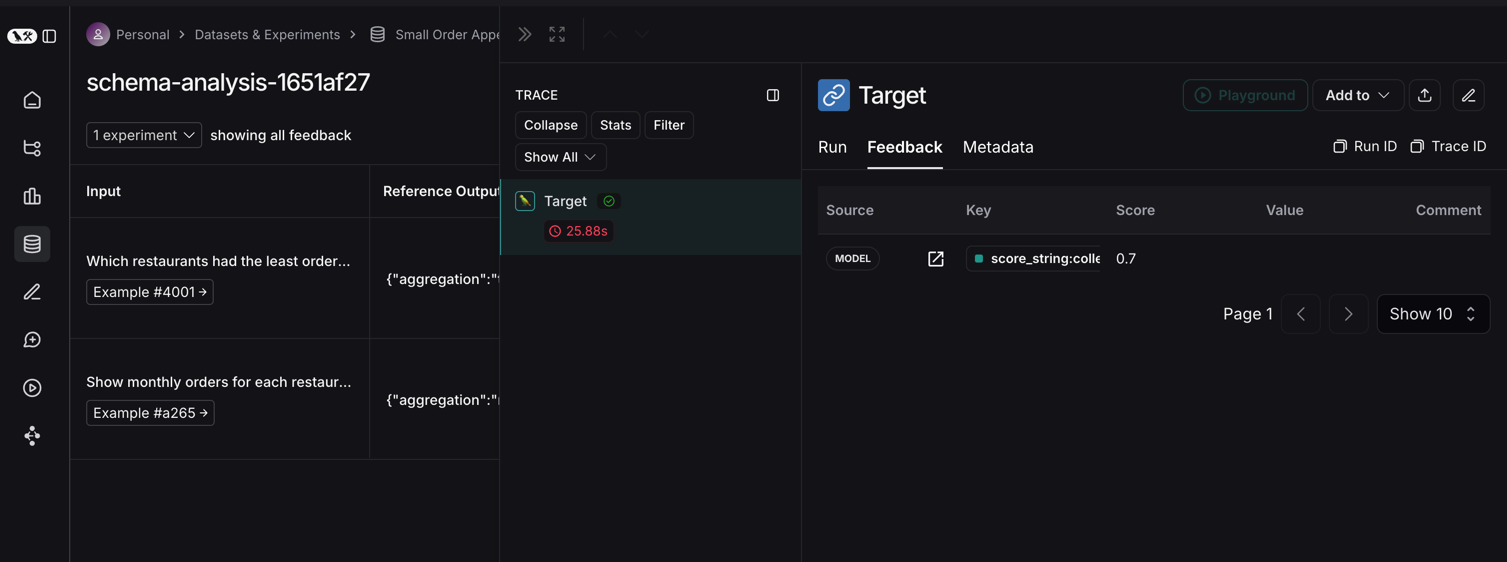 Personal > Datasets & Experiments > Small Order Appe
schema-analysis-1651af27
1 experiment showing all feedback
Input Reference Output
Which restaurants had the least order...
Example #4001 →
{"aggregation":"
Show monthly orders for each restaur...
Example #a265 →
{"aggregation":"
TRACE
Collapse Stats Filter
Show All
Target
25.88s
Target
Playground Add to
Run Feedback Metadata Run ID Trace ID
Source Key Score Value Comment
MODEL score_string:colle 0.7
Page 1 Show 10